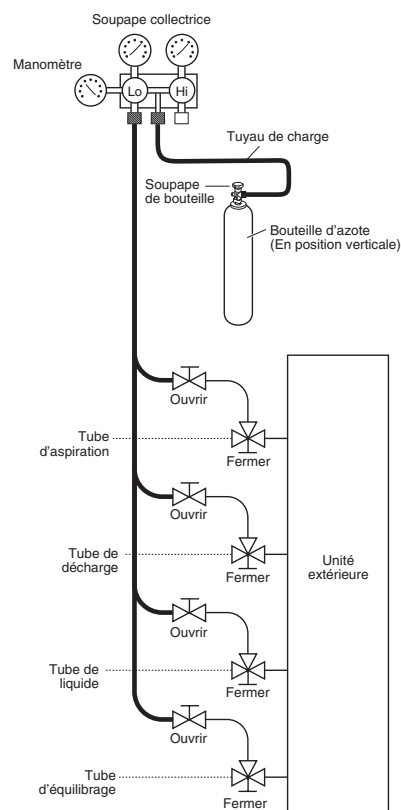 Soupape collectrice
Manomètre
Lo
Hi
Tuyau de charge
Soupape
de bouteille
Bouteille d'azote
(En position verticale)
Ouvrir
Tube
d'aspiration
Fermer
Ouvrir
Tube de
décharge
Fermer
Unité
extérieure
Ouvrir
Tube de
liquide
Fermer
Ouvrir
Tube
d'équilibrage
Fermer